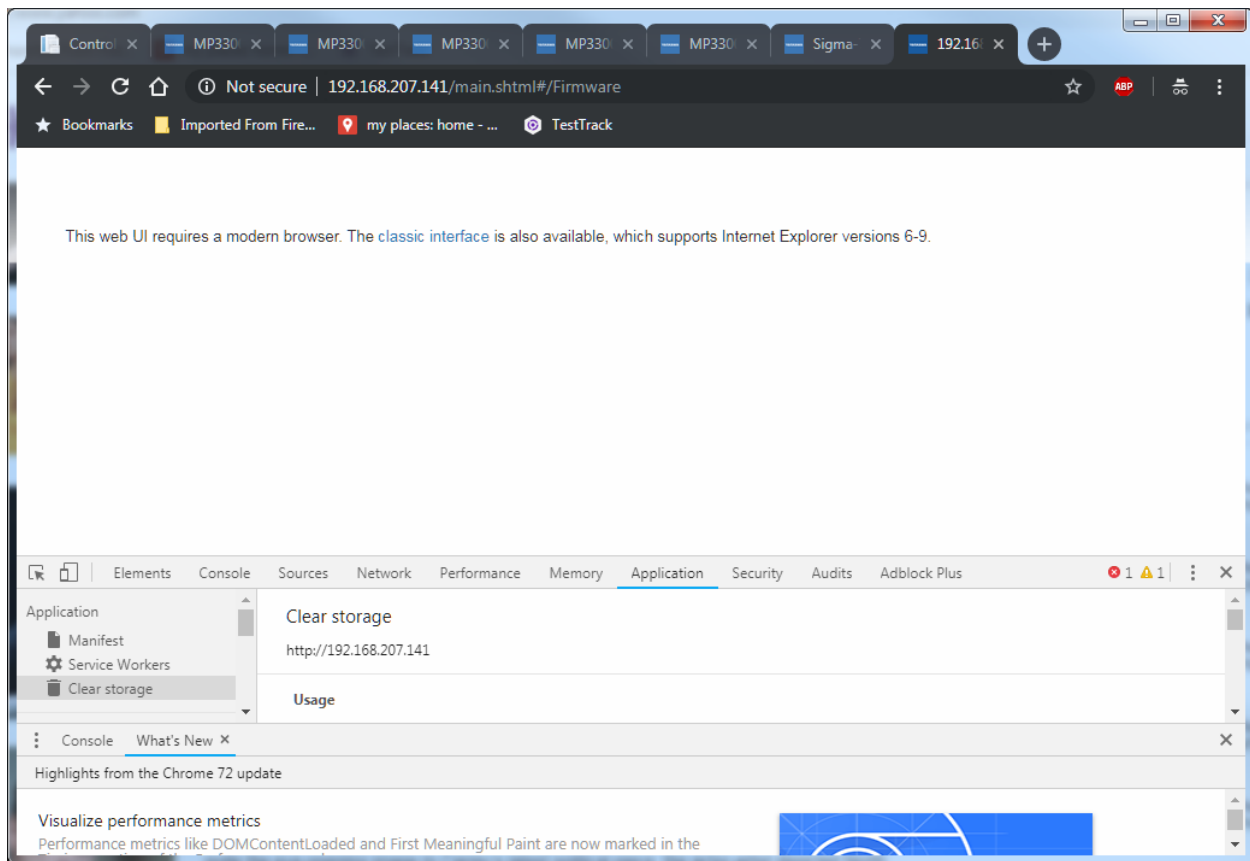 Control
MP330
MP330
MP330
MP330
MP330
Sigma-
192.16
Not secure | 192.168.207.141/main.shtml#/Firmware
ABP
Bookmarks Imported From Fire... my places: home - ... TestTrack
This web UI requires a modern browser. The classic interface is also available, which supports Internet Explorer versions 6-9.
Elements Console Sources Network Performance Memory Application Security Audits Adblock Plus 1 1
Application
Manifest
Service Workers
Clear storage
Clear storage
http://192.168.207.141
Usage
Console What's New
Highlights from the Chrome 72 update
Visualize performance metrics
Performance metrics like DOMContentLoaded and First Meaningful Paint are now marked in the